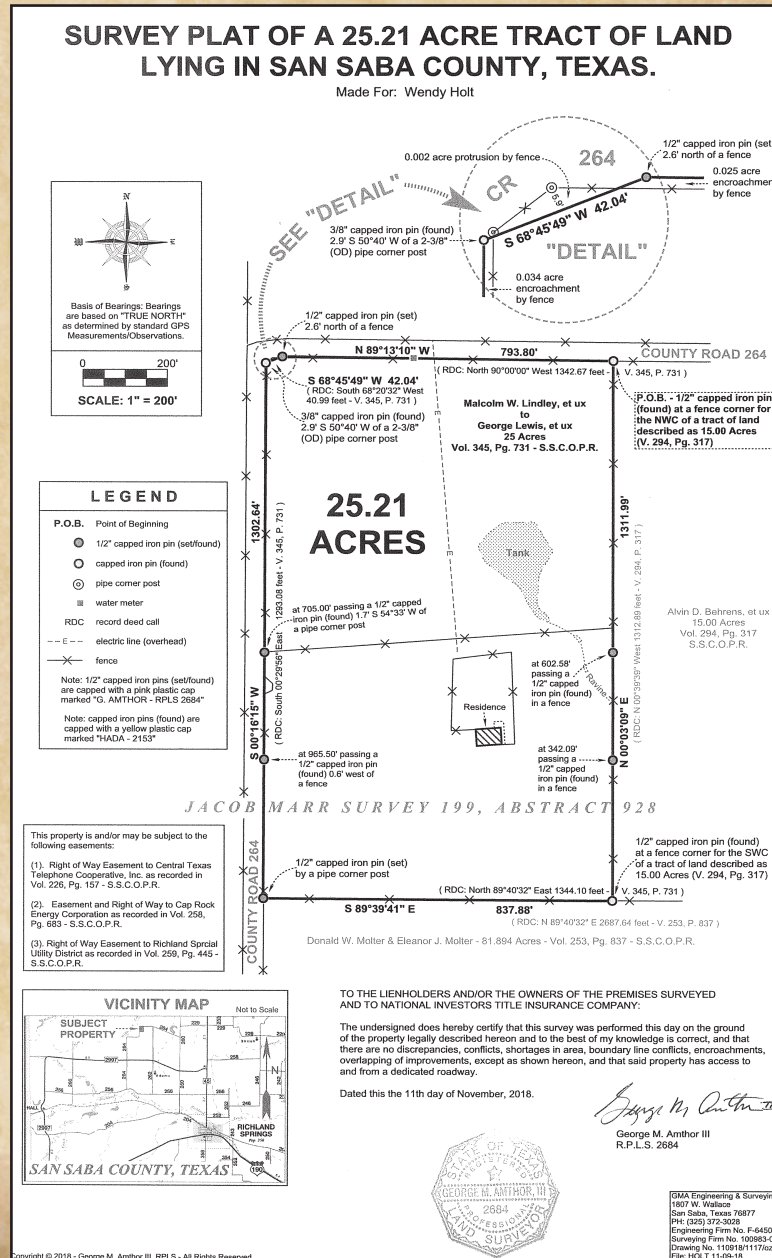 SURVEY PLAT OF A 25.21 ACRE TRACT OF LAND
LYING IN SAN SABA COUNTY, TEXAS.
Made For: Wendy Holt
0.002 acre protrusion by fence
264
CR
5.9'
S 68°45'49" W 42.04'
"DETAIL"
1/2" capped iron pin (set
2.6' north of a fence
0.025 acre
encroachmen
by fence
SEE "DETAIL"
3/8" capped iron pin (found)
2.9' S 50°40' W of a 2-3/8"
(OD) pipe corner post
0.034 acre
encroachment
by fence
N
W
E
S
Basis of Bearings: Bearings
are based on "TRUE NORTH"
as determined by standard GPS
Measurements/Observations.
0 200'
SCALE: 1" = 200'
1/2" capped iron pin (set)
2.6' north of a fence
N 89°13'10" W 793.80'
COUNTY ROAD 264
( RDC: North 90°00'00" West 1342.67 feet - V. 345, P. 731 )
S 68°45'49" W 42.04'
( RDC: South 68°20'32" West
40.99 feet - V. 345, P. 731 )
3/8" capped iron pin (found)
2.9' S 50°40' W of a 2-3/8"
(OD) pipe corner post
Malcolm W. Lindley, et ux
to
George Lewis, et ux
25 Acres
Vol. 345, Pg. 731 - S.S.C.O.P.R.
P.O.B. - 1/2" capped iron pin
(found) at a fence corner for
the NWC of a tract of land
described as 15.00 Acres
(V. 294, Pg. 317)
LEGEND
P.O.B. Point of Beginning
1/2" capped iron pin (set/found)
capped iron pin (found)
pipe corner post
water meter
RDC record deed call
-- E -- electric line (overhead)
fence
Note: 1/2" capped iron pins (set/found)
are capped with a pink plastic cap
marked "G. AMTHOR - RPLS 2684"
Note: capped iron pins (found) are
capped with a yellow plastic cap
marked "HADA - 2153"
25.21
ACRES
S 00°16'15" W 1302.64'
( RDC: South 00°29'56" East 1293.08 feet - V. 345, P. 731 )
E
E
Tank
N 00°03'09" E 1311.99'
( RDC: N 00°39'39" West 1312.89 feet - V. 294, P. 317 )
Alvin D. Behrens, et ux
15.00 Acres
Vol. 294, Pg. 317
S.S.C.O.P.R.
at 705.00' passing a 1/2" capped
iron pin (found) 1.7' S 54°33' W of
a pipe corner post
at 602.58'
passing a
1/2" capped
iron pin (found)
in a fence
Ravine
Residence
at 965.50' passing a
1/2" capped iron pin
(found) 0.6' west of
a fence
at 342.09'
passing a
1/2" capped
iron pin (found)
in a fence
JACOB MARR SURVEY 199, ABSTRACT 928
This property is and/or may be subject to the
following easements:
(1). Right of Way Easement to Central Texas
Telephone Cooperative, Inc. as recorded in
Vol. 226, Pg. 157 - S.S.C.O.P.R.
(2). Easement and Right of Way to Cap Rock
Energy Corporation as recorded in Vol. 258,
Pg. 683 - S.S.C.O.P.R.
(3). Right of Way Easement to Richland Sprcial
Utility District as recorded in Vol. 259, Pg. 445 -
S.S.C.O.P.R.
COUNTY ROAD 264
1/2" capped iron pin (set)
by a pipe corner post
1/2" capped iron pin (found)
at a fence corner for the SWC
of a tract of land described as
15.00 Acres (V. 294, Pg. 317)
( RDC: North 89°40'32" East 1344.10 feet - V. 345, P. 731 )
S 89°39'41" E 837.88'
( RDC: N 89°40'32" E 2687.64 feet - V. 253, P. 837 )
Donald W. Molter & Eleanor J. Molter - 81.894 Acres - Vol. 253, Pg. 837 - S.S.C.O.P.R.
VICINITY MAP
Not to Scale
SUBJECT
PROPERTY
N
HALL
RICHLAND
SPRINGS
SAN SABA COUNTY, TEXAS
190
TO THE LIENHOLDERS AND/OR THE OWNERS OF THE PREMISES SURVEYED
AND TO NATIONAL INVESTORS TITLE INSURANCE COMPANY:
The undersigned does hereby certify that this survey was performed this day on the ground
of the property legally described hereon and to the best of my knowledge is correct, and that
there are no discrepancies, conflicts, shortages in area, boundary line conflicts, encroachments,
overlapping of improvements, except as shown hereon, and that said property has access to
and from a dedicated roadway.
Dated this the 11th day of November, 2018.
George M. Amthor III
R.P.L.S. 2684
STATE OF TEXAS
REGISTERED
GEORGE M. AMTHOR, III
2684
PROFESSIONAL
LAND SURVEYOR
GMA Engineering & Surveyin
1807 W. Wallace
San Saba, Texas 76877
PH: (325) 372-3028
Engineering Firm No. F-6450
Surveying Firm No. 100983-0
Drawing No. 110918/1117/oz
File: HOLT 11-09-18
Copyright © 2018 - George M. Amthor III, RPLS - All Rights Reserved